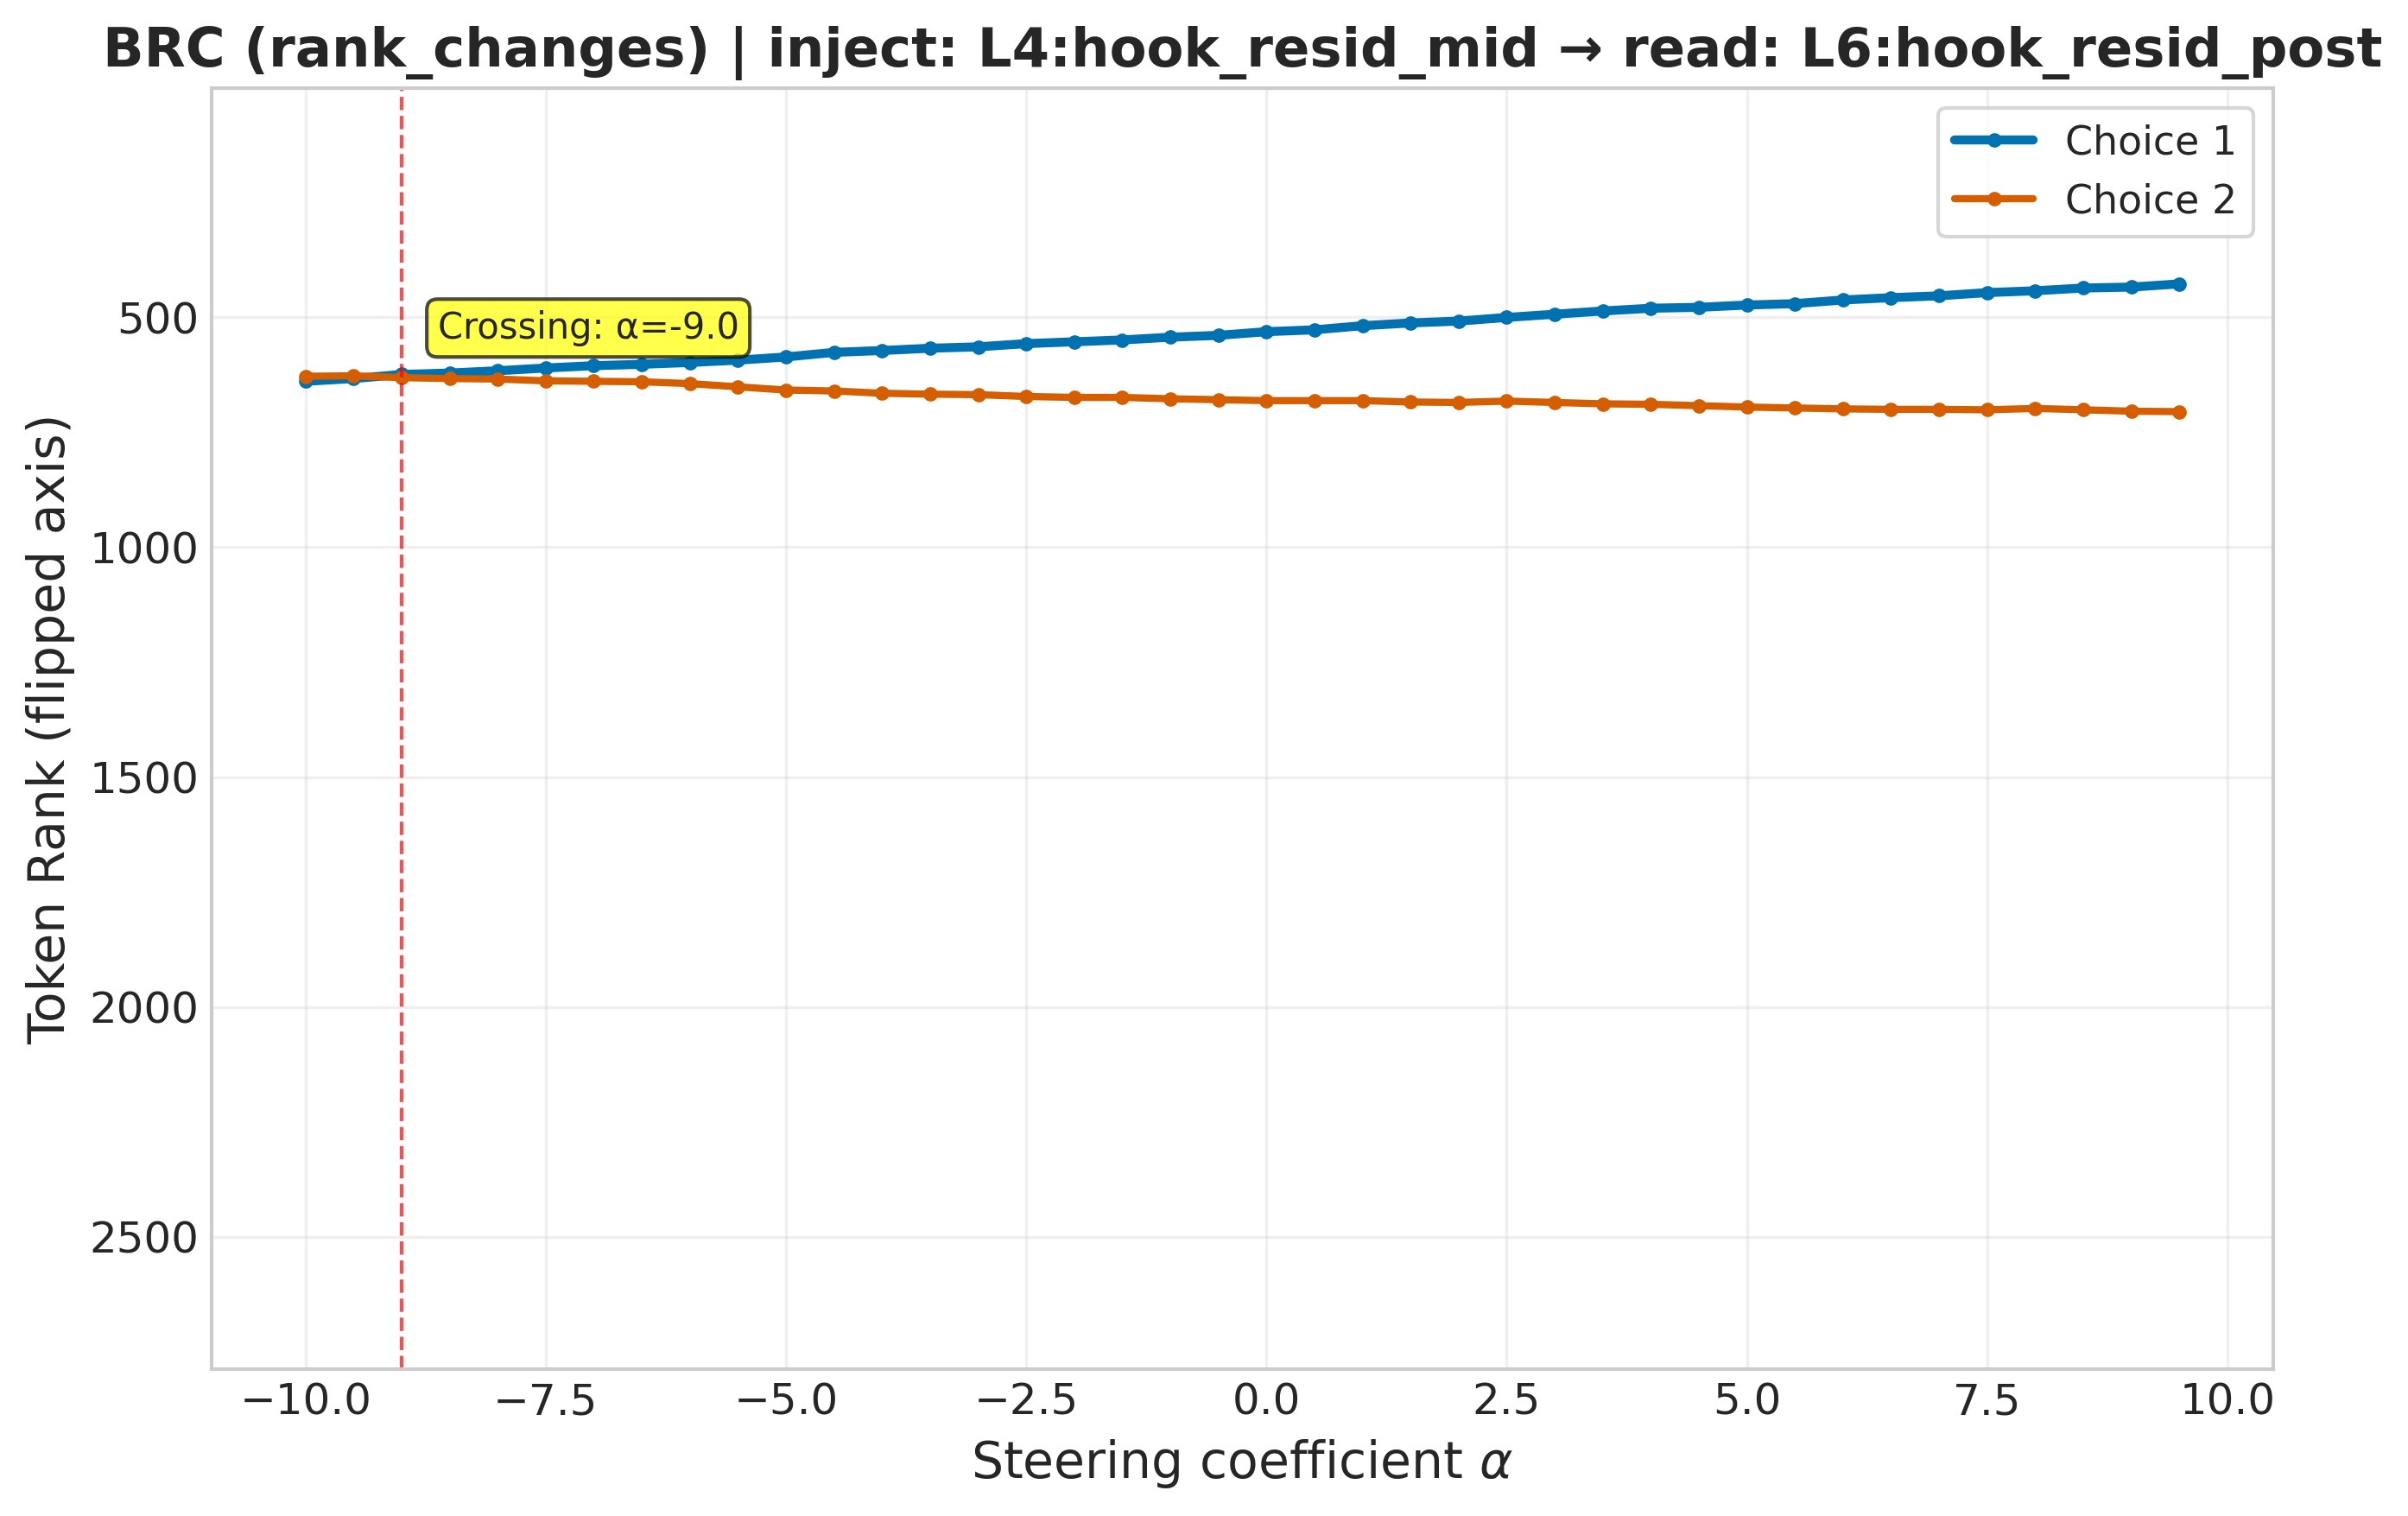 BRC (rank_changes) | inject: L4:hook_resid_mid → read: L6:hook_resid_post
Choice 1
Choice 2
Crossing: α=-9.0
Token Rank (flipped axis)
500
1000
1500
2000
2500
−10.0
−7.5
−5.0
−2.5
0.0
2.5
5.0
7.5
10.0
Steering coefficient α